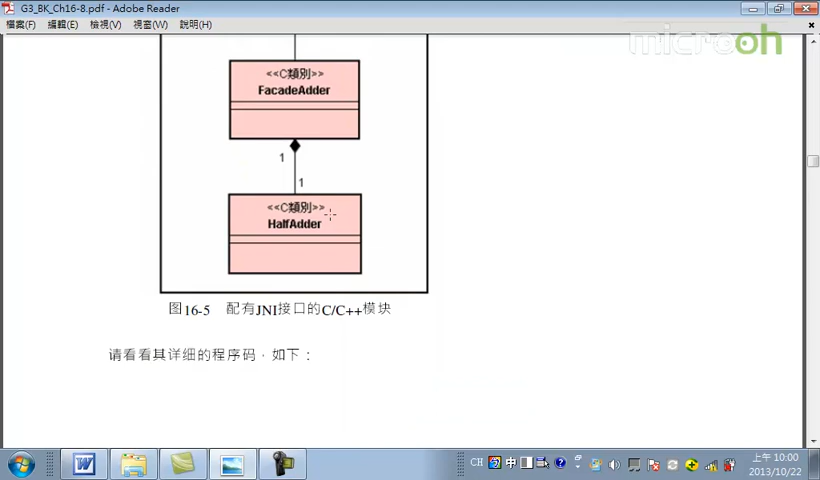 G3_BK_Ch16-8.pdf - Adobe Reader
檔案(F) 編輯(E) 檢視(V) 視窗(W) 說明(H)
microoh
<<C類別>>
FacadeAdder
1
1
<<C類別>>
HalfAdder
图16-5 配有JNI接口的C/C++模块
请看看其详细的程序码，如下：
CH 中
上午 10:00
2013/10/22